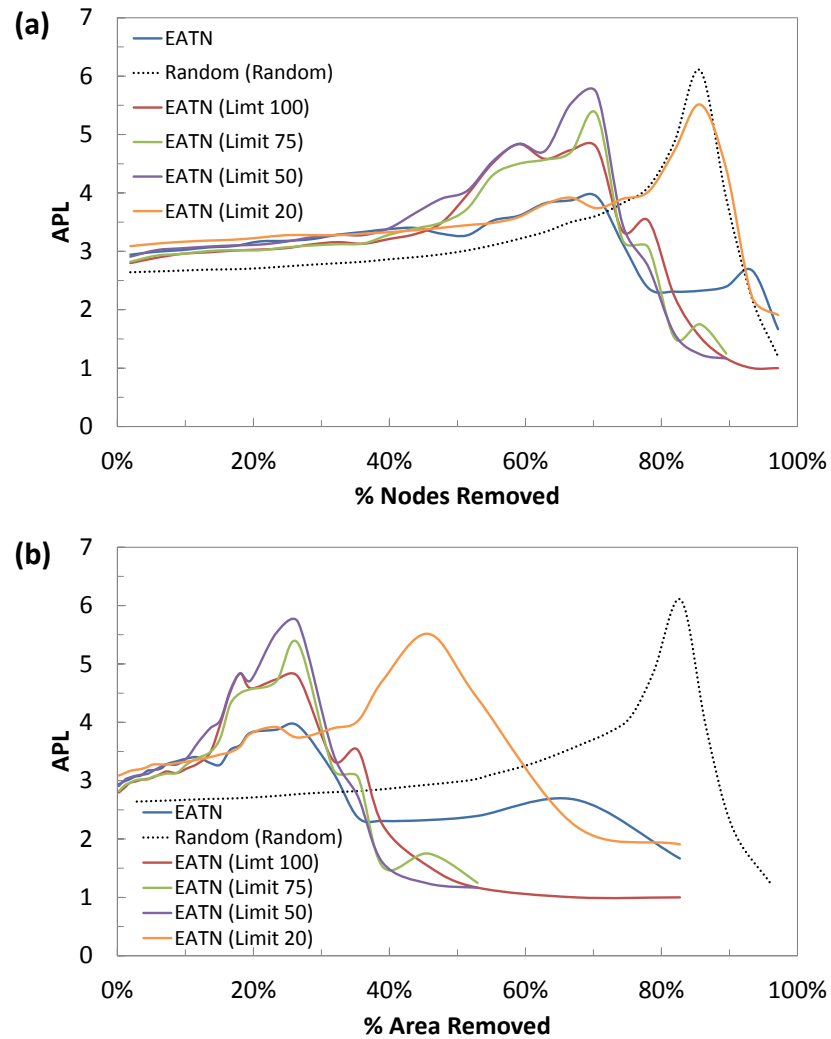 (a)
7
6
5
4
3
2
1
0
APL
EATN
Random (Random)
EATN (Limt 100)
EATN (Limit 75)
EATN (Limit 50)
EATN (Limit 20)
0% 20% 40% 60% 80% 100%
% Nodes Removed
(b)
7
6
5
4
3
2
1
0
APL
EATN
Random (Random)
EATN (Limt 100)
EATN (Limit 75)
EATN (Limit 50)
EATN (Limit 20)
0% 20% 40% 60% 80% 100%
% Area Removed